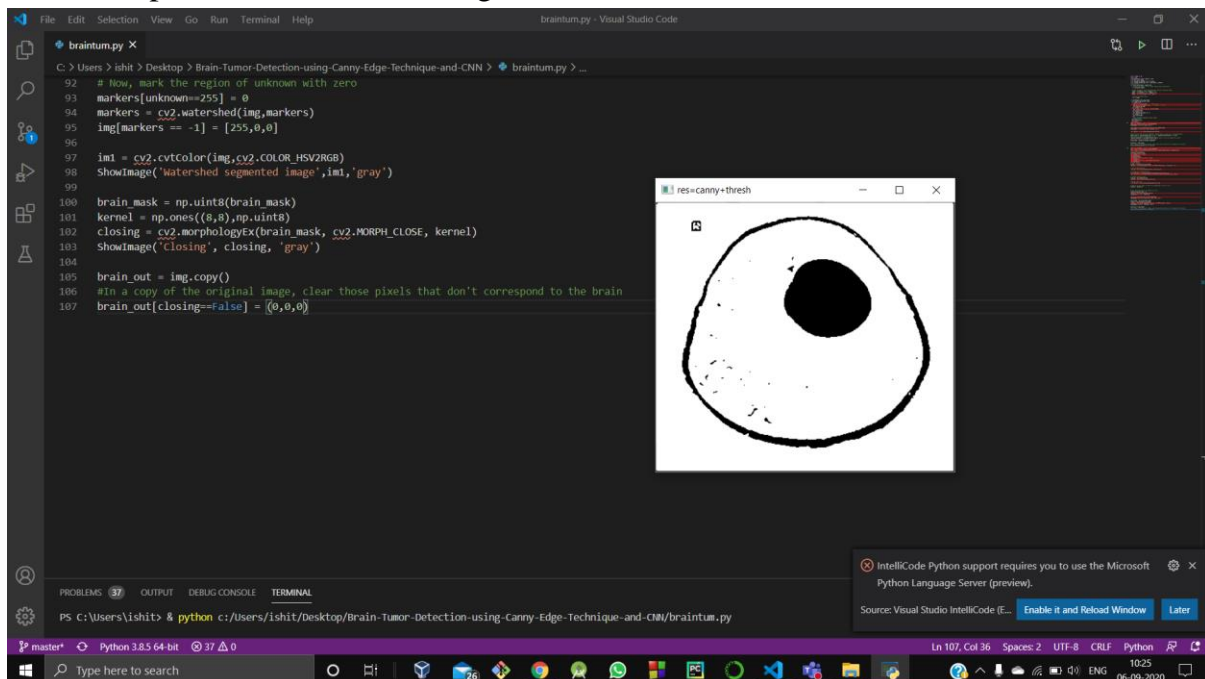 File Edit Selection View Go Run Terminal Help
braintum.py - Visual Studio Code
braintum.py
C: > Users > ishit > Desktop > Brain-Tumor-Detection-using-Canny-Edge-Technique-and-CNN > braintum.py > ...
92 # Now, mark the region of unknown with zero
93 markers[unknown==255] = 0
94 markers = cv2.watershed(img,markers)
95 img[markers == -1] = [255,0,0]
96
97 im1 = cv2.cvtColor(img,cv2.COLOR_HSV2RGB)
98 ShowImage('Watershed segmented image',im1,'gray')
99
100 brain_mask = np.uint8(brain_mask)
101 kernel = np.ones((8,8),np.uint8)
102 closing = cv2.morphologyEx(brain_mask, cv2.MORPH_CLOSE, kernel)
103 ShowImage('Closing', closing, 'gray')
104
105 brain_out = img.copy()
106 #In a copy of the original image, clear those pixels that don't correspond to the brain
107 brain_out[closing==False] = (0,0,0)
res=canny+thresh
IntelliCode Python support requires you to use the Microsoft
Python Language Server (preview).
Source: Visual Studio IntelliCode (E...
Enable it and Reload Window
Later
PROBLEMS 37 OUTPUT DEBUG CONSOLE TERMINAL
PS C:\Users\ishit> & python c:/Users/ishit/Desktop/Brain-Tumor-Detection-using-Canny-Edge-Technique-and-CNN/braintum.py
master* Python 3.8.5 64-bit 37 0 Ln 107, Col 36 Spaces: 2 UTF-8 CRLF Python
Type here to search
26
PC
ENG
10:25
06-09-2020